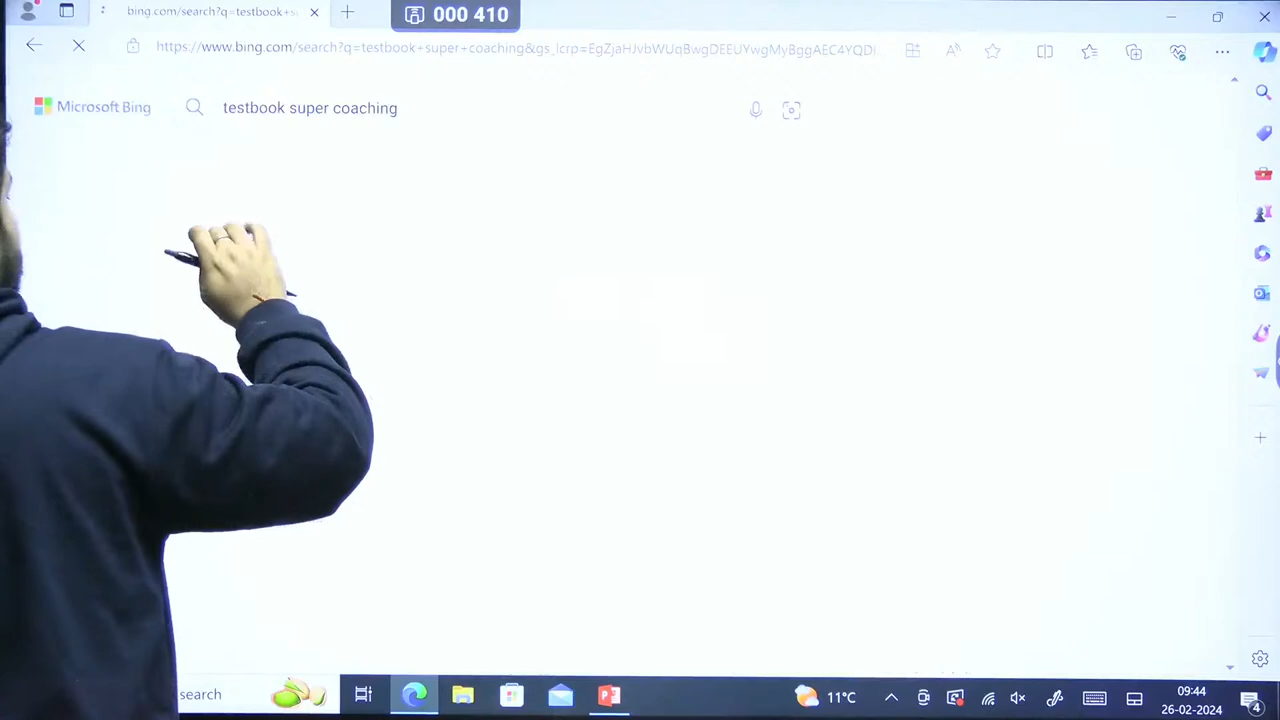 bing.com/search?q=testbook+s
000 410
https://www.bing.com/search?q=testbook+super+coaching&gs_lcrp=EgZjaHJvbWUqBwgDEEUYwgMyBggAEC4YQDI
Microsoft Bing
testbook super coaching
search
11°C
09:44
26-02-2024
4